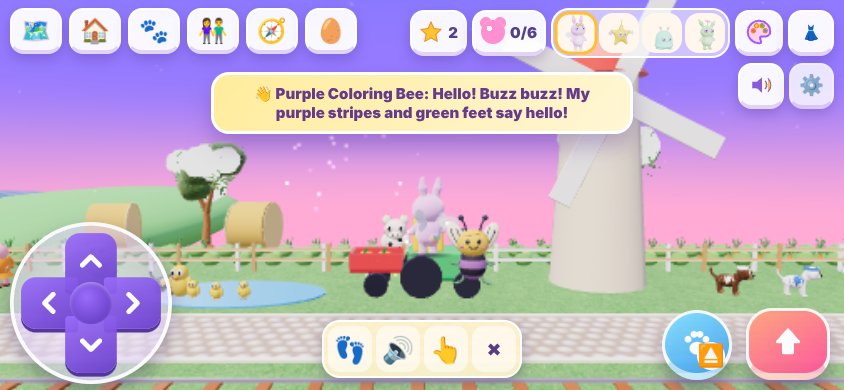 2
0/6
👋 Purple Coloring Bee: Hello! Buzz buzz! My
purple stripes and green feet say hello!